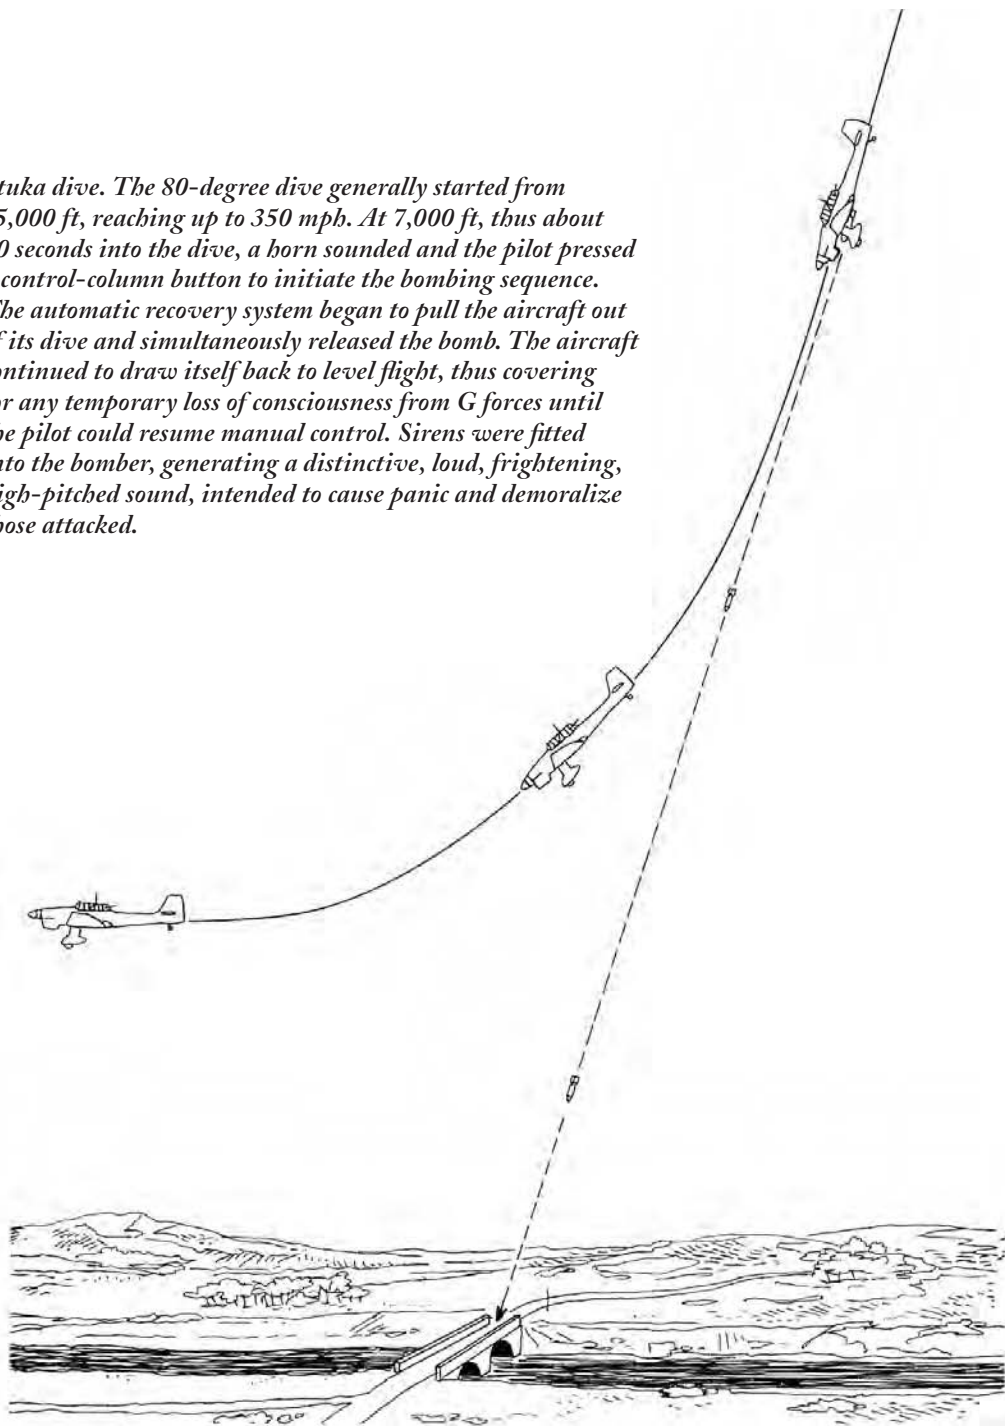 tuka dive. The 80-degree dive generally started from
5,000 ft, reaching up to 350 mph. At 7,000 ft, thus about
0 seconds into the dive, a horn sounded and the pilot pressed
control-column button to initiate the bombing sequence.
he automatic recovery system began to pull the aircraft out
f its dive and simultaneously released the bomb. The aircraft
ontinued to draw itself back to level flight, thus covering
or any temporary loss of consciousness from G forces until
he pilot could resume manual control. Sirens were fitted
nto the bomber, generating a distinctive, loud, frightening,
igh-pitched sound, intended to cause panic and demoralize
hose attacked.